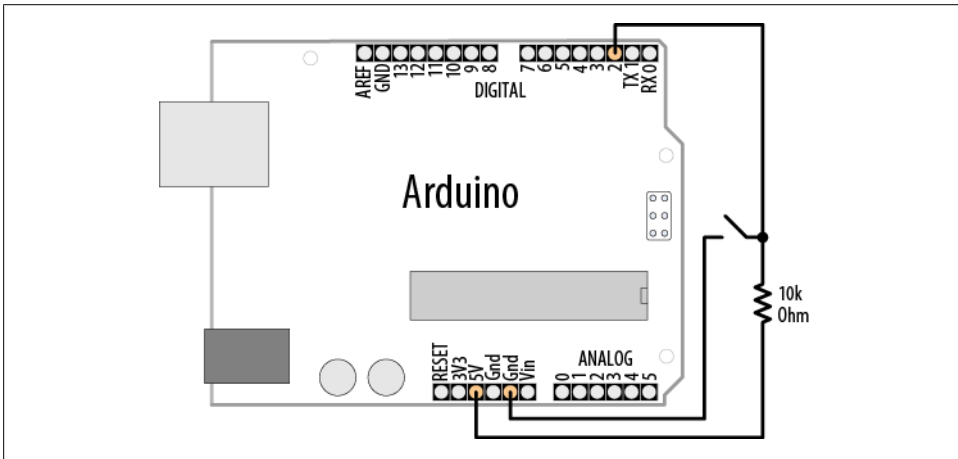 AREF
GND
13
12
11
10
9
8
7
6
5
4
3
2
TX 1
RX 0
DIGITAL
Arduino
10k
Ohm
RESET
3V3
5V
Gnd
Gnd
Vin
ANALOG
0
1
2
3
4
5